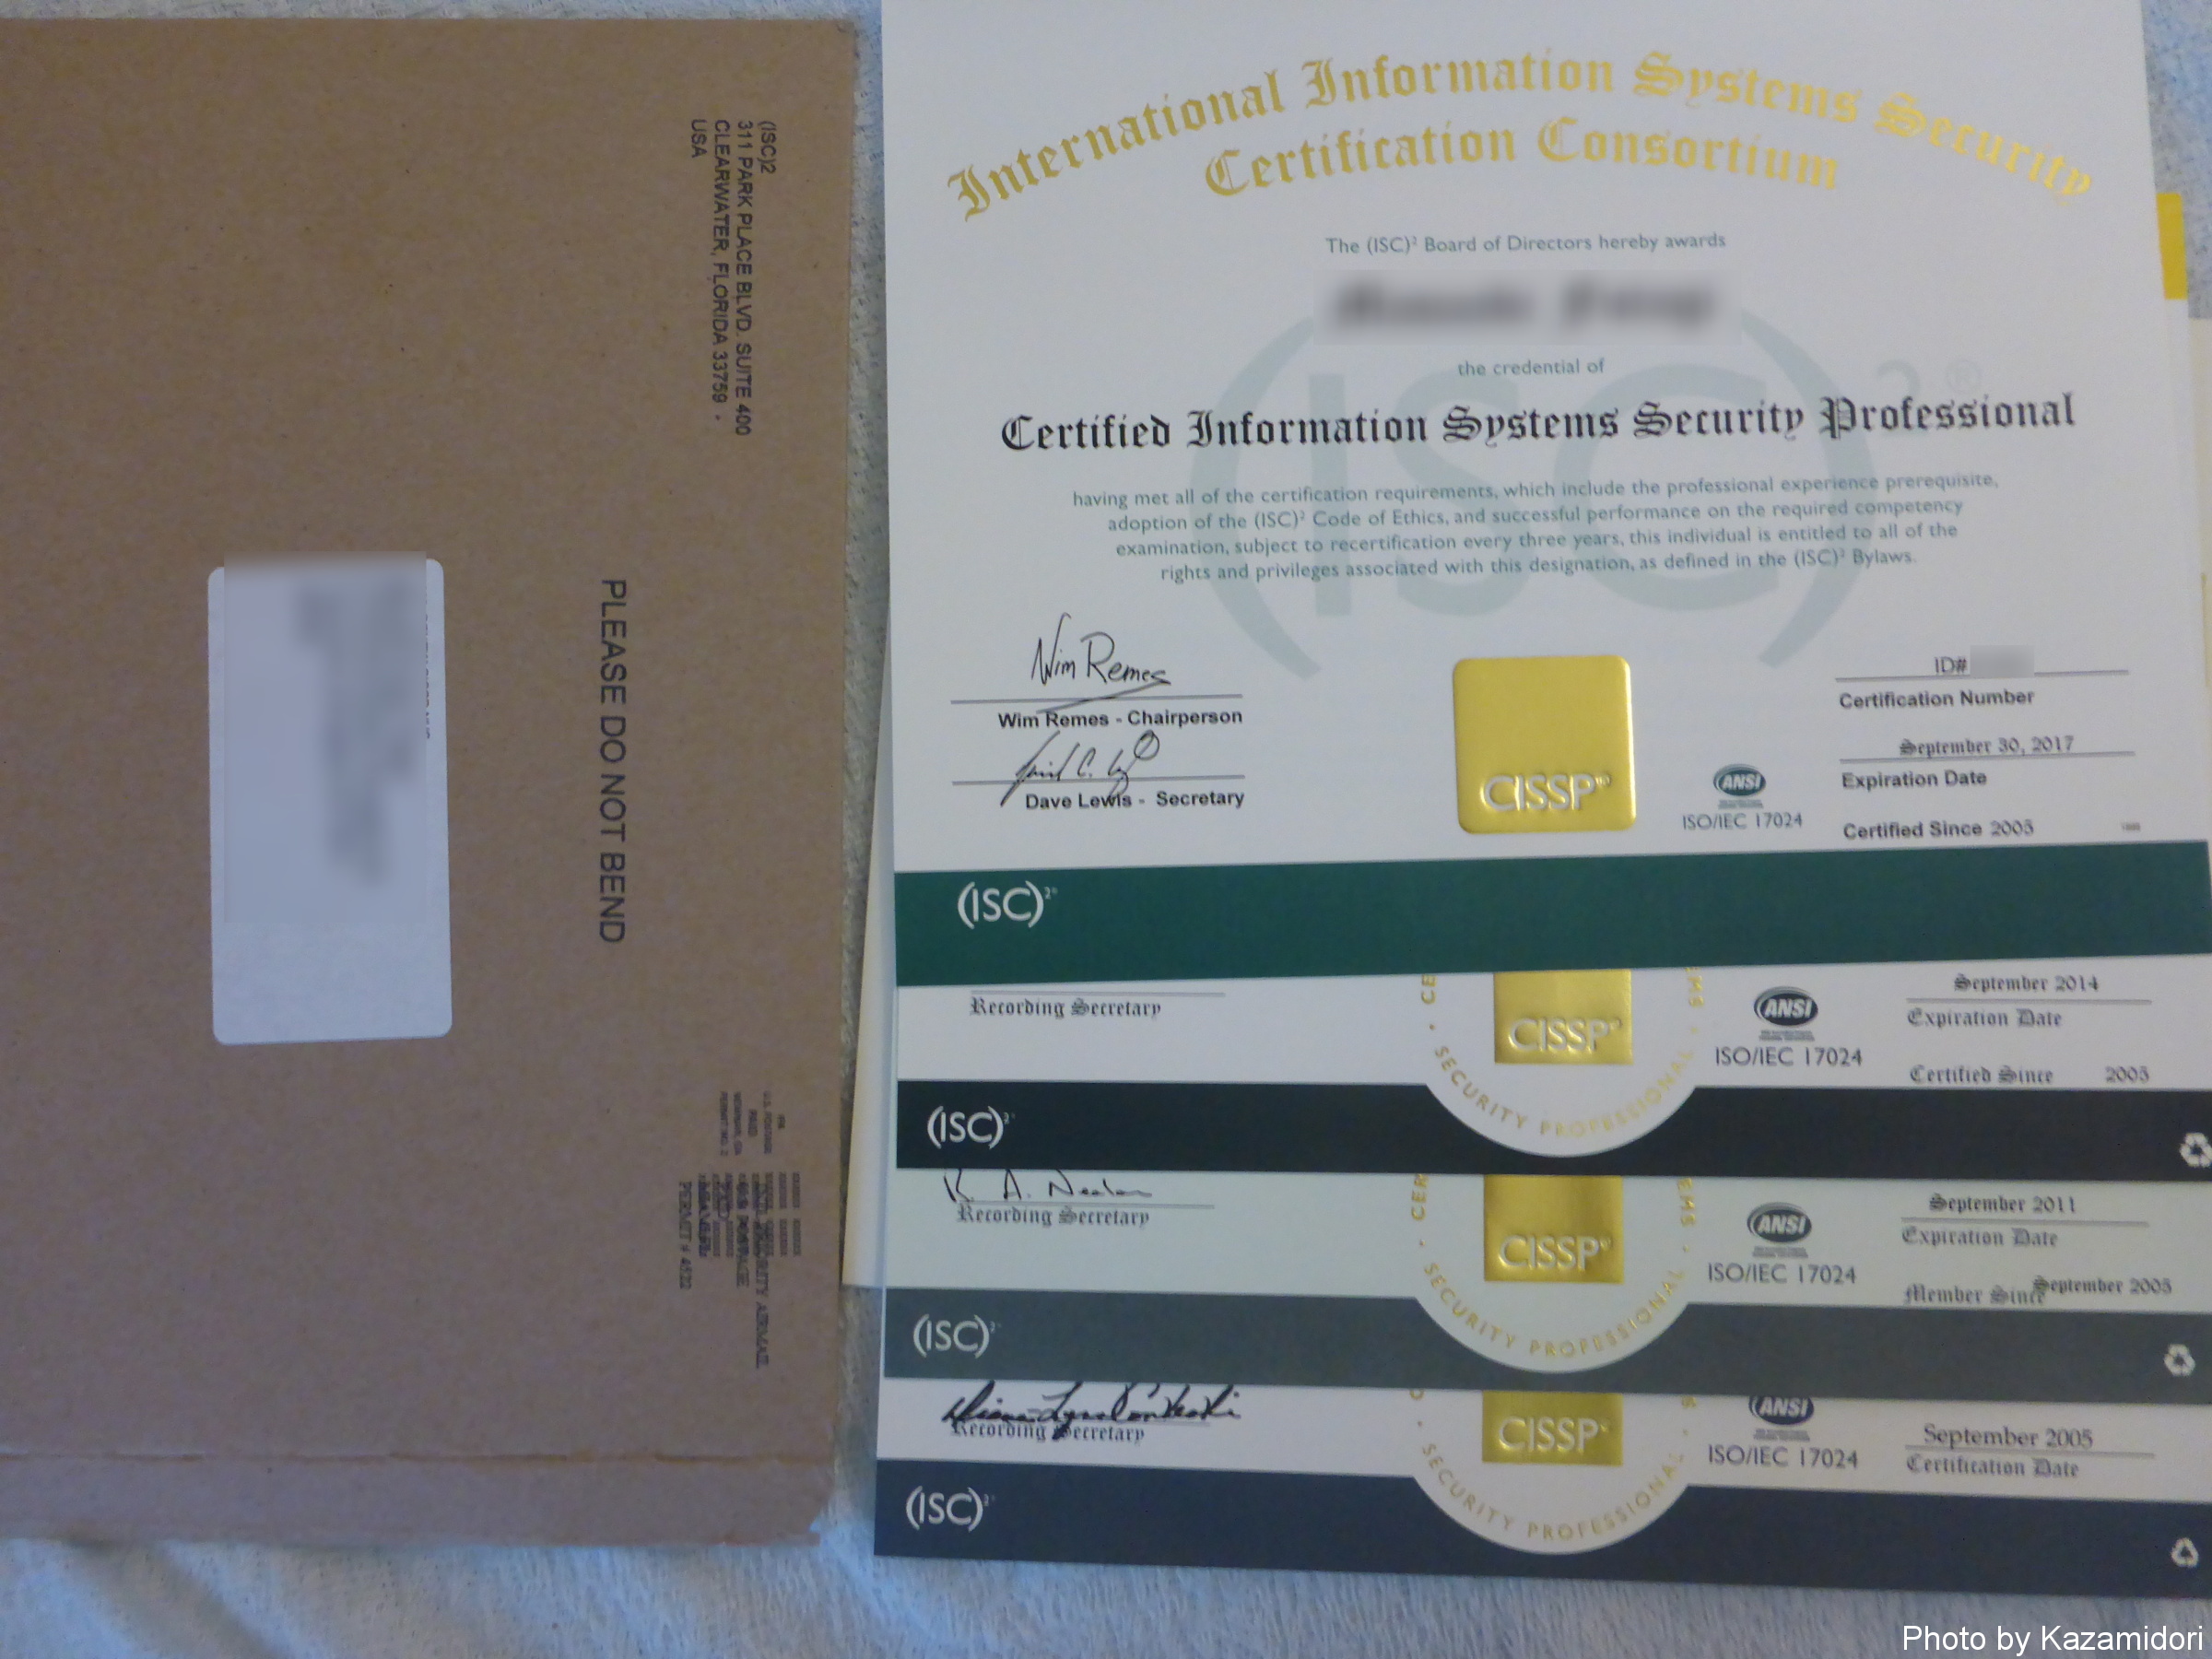 (ISC)2
311 PARK PLACE BLVD. SUITE 400
CLEARWATER, FLORIDA 33759
USA
PLEASE DO NOT BEND
PERMIT # 4522
International Information Systems Security
Certification Consortium
The (ISC)² Board of Directors hereby awards
the credential of
Certified Information Systems Security Professional
having met all of the certification requirements, which include the professional experience prerequisite,
adoption of the (ISC)² Code of Ethics, and successful performance on the required competency
examination, subject to recertification every three years, this individual is entitled to all of the
rights and privileges associated with this designation, as defined in the (ISC)² Bylaws.
(ISC)²®
Wim Remes
Wim Remes - Chairperson
Dave Lewis - Secretary
CISSP®
ANSI
ISO/IEC 17024
ID#
Certification Number
September 30, 2017
Expiration Date
Certified Since 2005
(ISC)²®
Recording Secretary
CISSP®
SECURITY PROFESSIONAL
ANSI
ISO/IEC 17024
September 2014
Expiration Date
Certified Since 2005
(ISC)²
Recording Secretary
CISSP®
SECURITY PROFESSIONAL
ANSI
ISO/IEC 17024
September 2011
Expiration Date
Member Since September 2005
(ISC)²
Recording Secretary
CISSP®
SECURITY PROFESSIONAL
ANSI
ISO/IEC 17024
September 2005
Certification Date
(ISC)²
Photo by Kazamidori